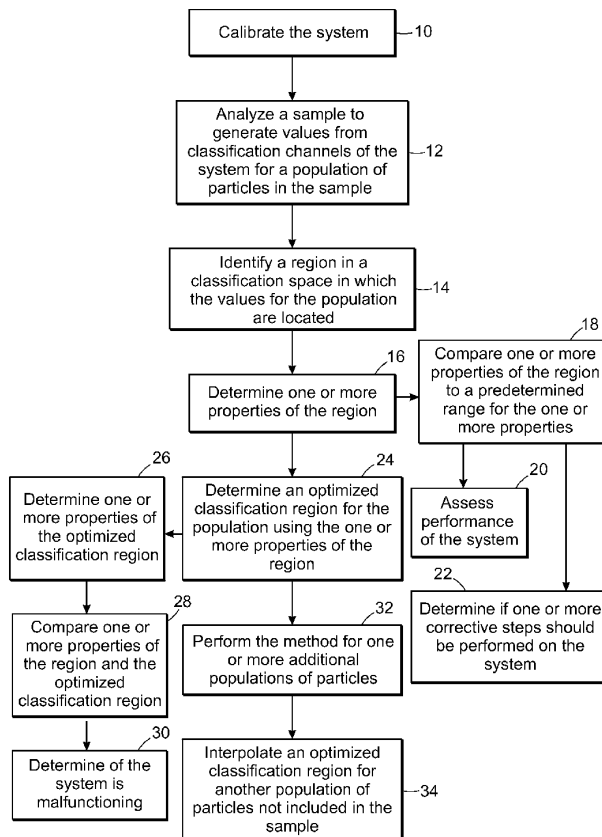 Calibrate the system
10
Analyze a sample to
generate values from
classification channels of the
system for a population of
particles in the sample
12
Identify a region in a
classification space in which
the values for the population
are located
14
16
Determine one or more
properties of the region
18
Compare one or more
properties of the region
to a predetermined
range for the one or
more properties
20
Assess
performance
of the system
22
Determine if one or more
corrective steps should
be performed on the
system
24
Determine an optimized
classification region for
the population using the
one or more properties of
the region
26
Determine one or
more properties of
the optimized
classification region
28
Compare one or
more properties
of the region and the
optimized
classification region
30
Determine of the
system is
malfunctioning
32
Perform the method for one
or more additional
populations of particles
Interpolate an optimized
classification region for
another population of
particles not included in the
sample
34